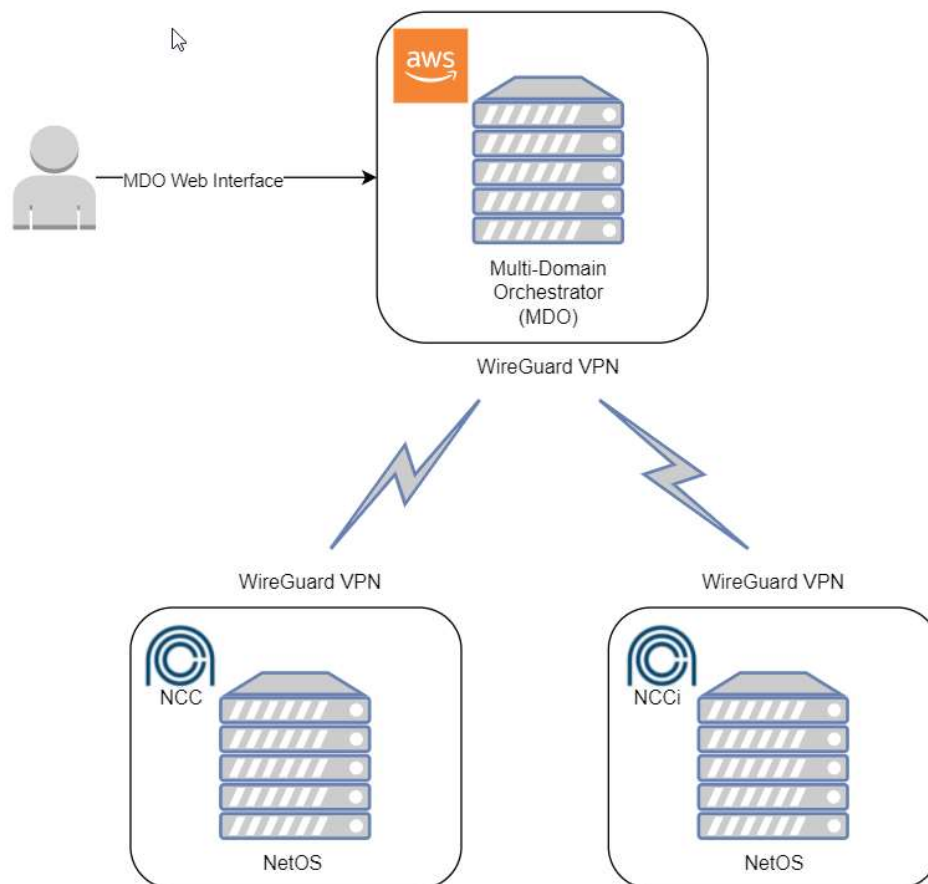 aws
MDO Web Interface
Multi-Domain
Orchestrator
(MDO)
WireGuard VPN
WireGuard VPN
WireGuard VPN
NCC
NCCi
NetOS
NetOS